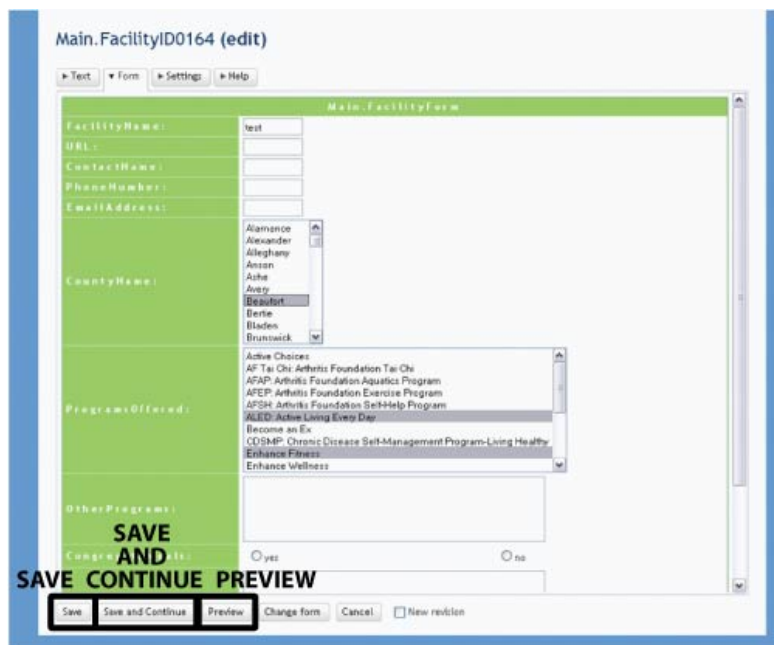 Main.FacilityID0164 (edit)
Text Form Settings Help
Main.FacilityForm
FacilityName: test
URL:
ContactName:
PhoneNumber:
EmailAddress:
CountyName:
Alamance
Alexander
Alleghany
Anson
Ashe
Avery
Beaufort
Bertie
Bladen
Brunswick
ProgramsOffered:
Active Choices
AF Tai Chi: Arthritis Foundation Tai Chi
AFAP: Arthritis Foundation Aquatics Program
AFEP: Arthritis Foundation Exercise Program
AFSH: Arthritis Foundation Self-Help Program
ALED: Active Living Every Day
Become an Ex
CDSMP: Chronic Disease Self-Management Program-Living Healthy
Enhance Fitness
Enhance Wellness
OtherPrograms:
yes no
SAVE
AND
SAVE CONTINUE PREVIEW
Save Save and Continue Preview Change form Cancel New revision